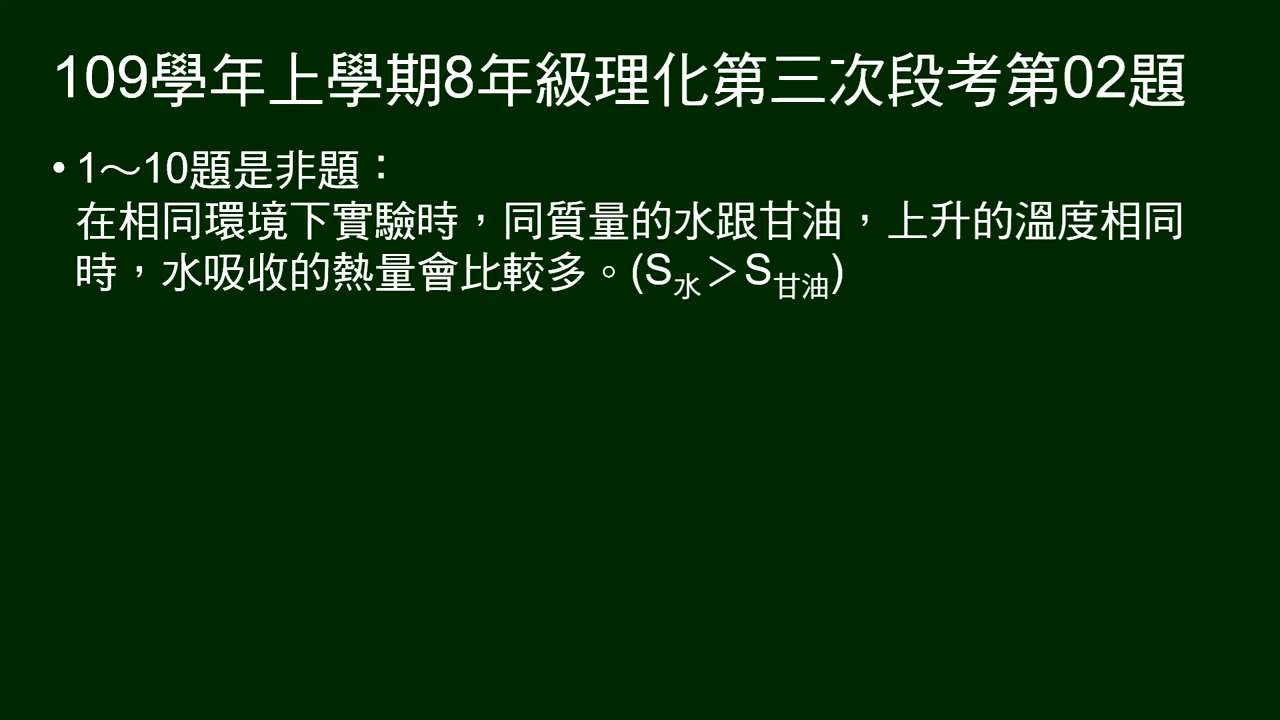 109學年上學期8年級理化第三次段考第02題
• 1～10題是非題：
在相同環境下實驗時，同質量的水跟甘油，上升的溫度相同
時，水吸收的熱量會比較多。(S水＞S甘油)